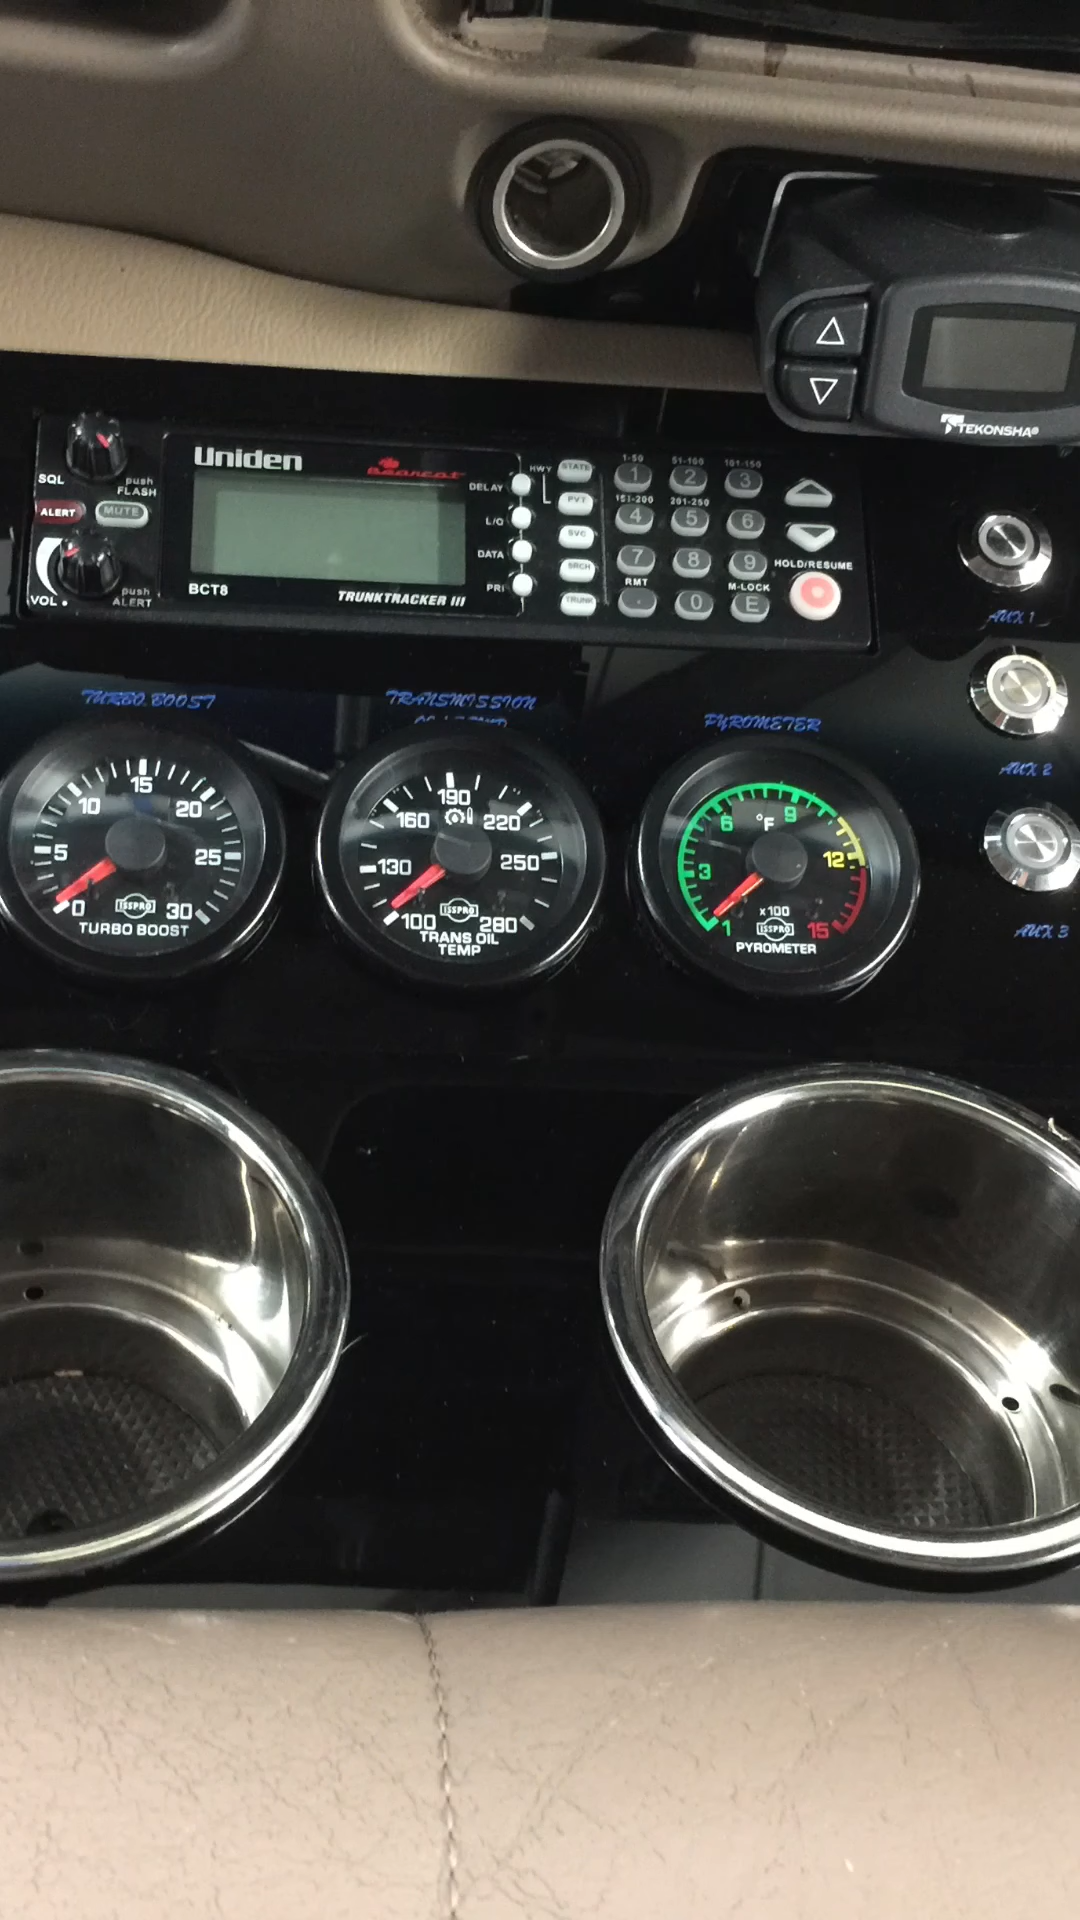 TEKONSHA®
SQL
push
FLASH
ALERT
MUTE
VOL
push
ALERT
Uniden
Bearcat
BCT8
TRUNKTRACKER III
DELAY
L/O
DATA
PRI
HWY
STATE
PVT
SVC
SRCH
TRUNK
1-50 51-100 101-150
1 2 3
151-200 201-250
4 5 6
7 8 9
RMT M-LOCK
. 0 E
HOLD/RESUME
AUX 1
AUX 2
AUX 3
TURBO BOOST
0 5 10 15 20 25 30
ISSPRO
TURBO BOOST
TRANSMISSION
100 130 160 190 220 250 280
ISSPRO
TRANS OIL
TEMP
PYROMETER
1 3 6 9 12 15
°F
x100
ISSPRO
PYROMETER